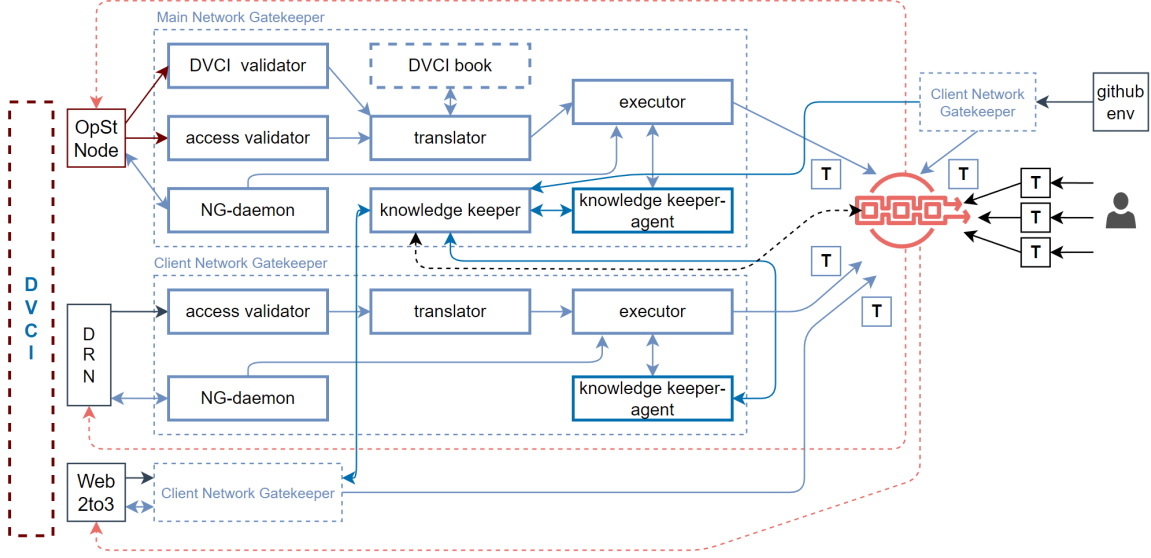 Main Network Gatekeeper
DVCI validator
DVCI book
executor
Client Network
Gatekeeper
github
env
OpSt
Node
access validator
translator
T
T
T
NG-daemon
knowledge keeper
knowledge keeper-
agent
T
T
Client Network Gatekeeper
T
D
V
C
I
D
R
N
access validator
translator
executor
T
NG-daemon
knowledge keeper-
agent
Web
2to3
Client Network Gatekeeper